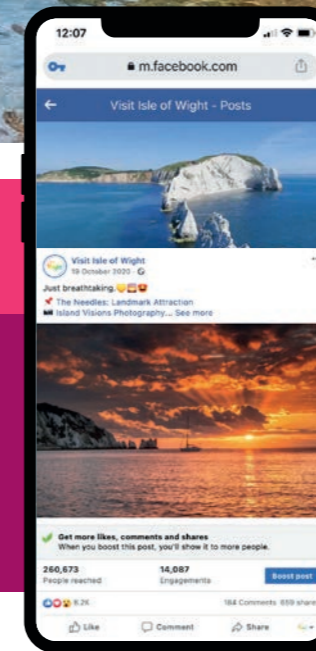 12:07
m.facebook.com
Visit Isle of Wight - Posts
Visit Isle of Wight
19 October 2020
Just breathtaking.
The Needles: Landmark Attraction
Island Visions Photography... See more
Get more likes, comments and shares
When you boost this post, you'll show it to more people.
260,673 14,087
People reached Engagements Boost post
6.2K 184 Comments 659 share
Like Comment Share